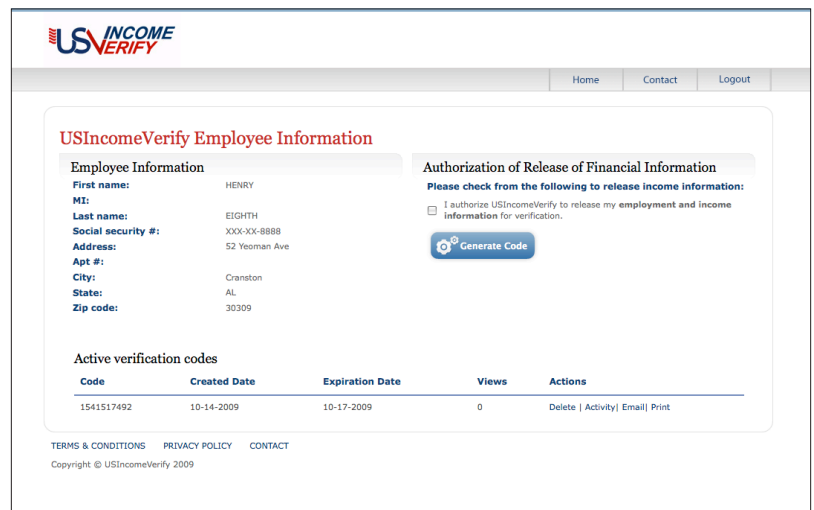 US INCOME VERIFY
Home Contact Logout
USIncomeVerify Employee Information
Employee Information
First name: HENRY
MI:
Last name: EIGHTH
Social security #: XXX-XX-8888
Address: 52 Yeoman Ave
Apt #:
City: Cranston
State: AL
Zip code: 30309
Authorization of Release of Financial Information
Please check from the following to release income information:
I authorize USIncomeVerify to release my employment and income
information for verification.
Generate Code
Active verification codes
Code Created Date Expiration Date Views Actions
1541517492 10-14-2009 10-17-2009 0 Delete | Activity| Email| Print
TERMS & CONDITIONS PRIVACY POLICY CONTACT
Copyright © USIncomeVerify 2009